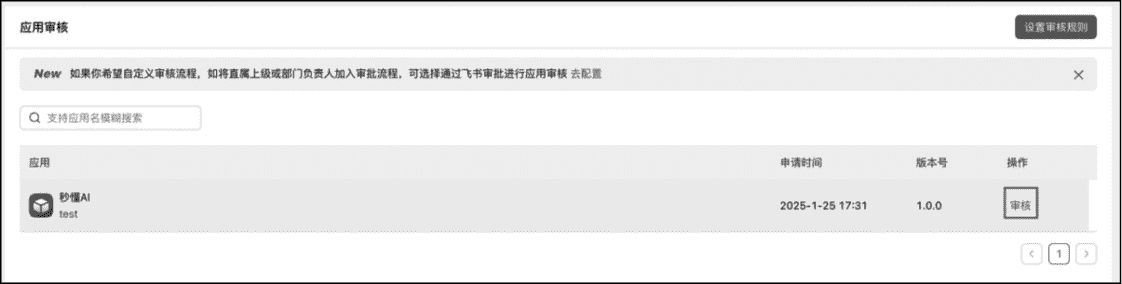 应用审核
设置审核规则
New 如果你希望自定义审核流程，如将直属上级或部门负责人加入审批流程，可选择通过飞书审批进行应用审核 去配置
支持应用名模糊搜索
应用 申请时间 版本号 操作
秒懂AI
test
2025-1-25 17:31 1.0.0 审核
1